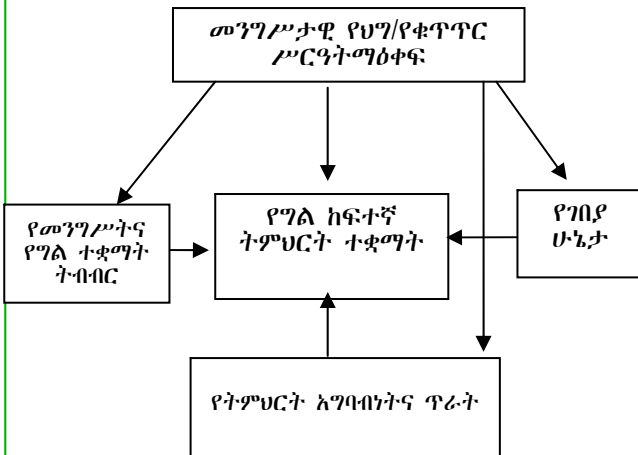 መንግሥታዊ የህግ/የቁጥጥር
ሥርዓትማዕቀፍ
የመንግሥትና
የግል ተቋማት
ትብብር
የግል ከፍተኛ
ትምህርት ተቋማት
የገበያ
ሁኔታ
የትምህርት አግባብነትና ጥራት